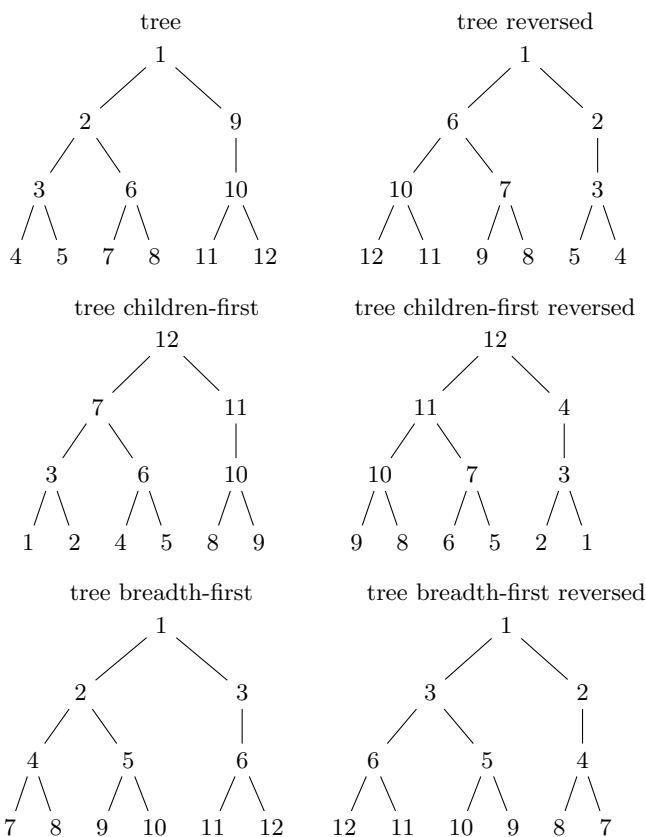 tree
1
2 9
3 6 10
4 5 7 8 11 12
tree reversed
1
6 2
10 7 3
12 11 9 8 5 4
tree children-first
12
7 11
3 6 10
1 2 4 5 8 9
tree children-first reversed
12
11 4
10 7 3
9 8 6 5 2 1
tree breadth-first
1
2 3
4 5 6
7 8 9 10 11 12
tree breadth-first reversed
1
3 2
6 5 4
12 11 10 9 8 7